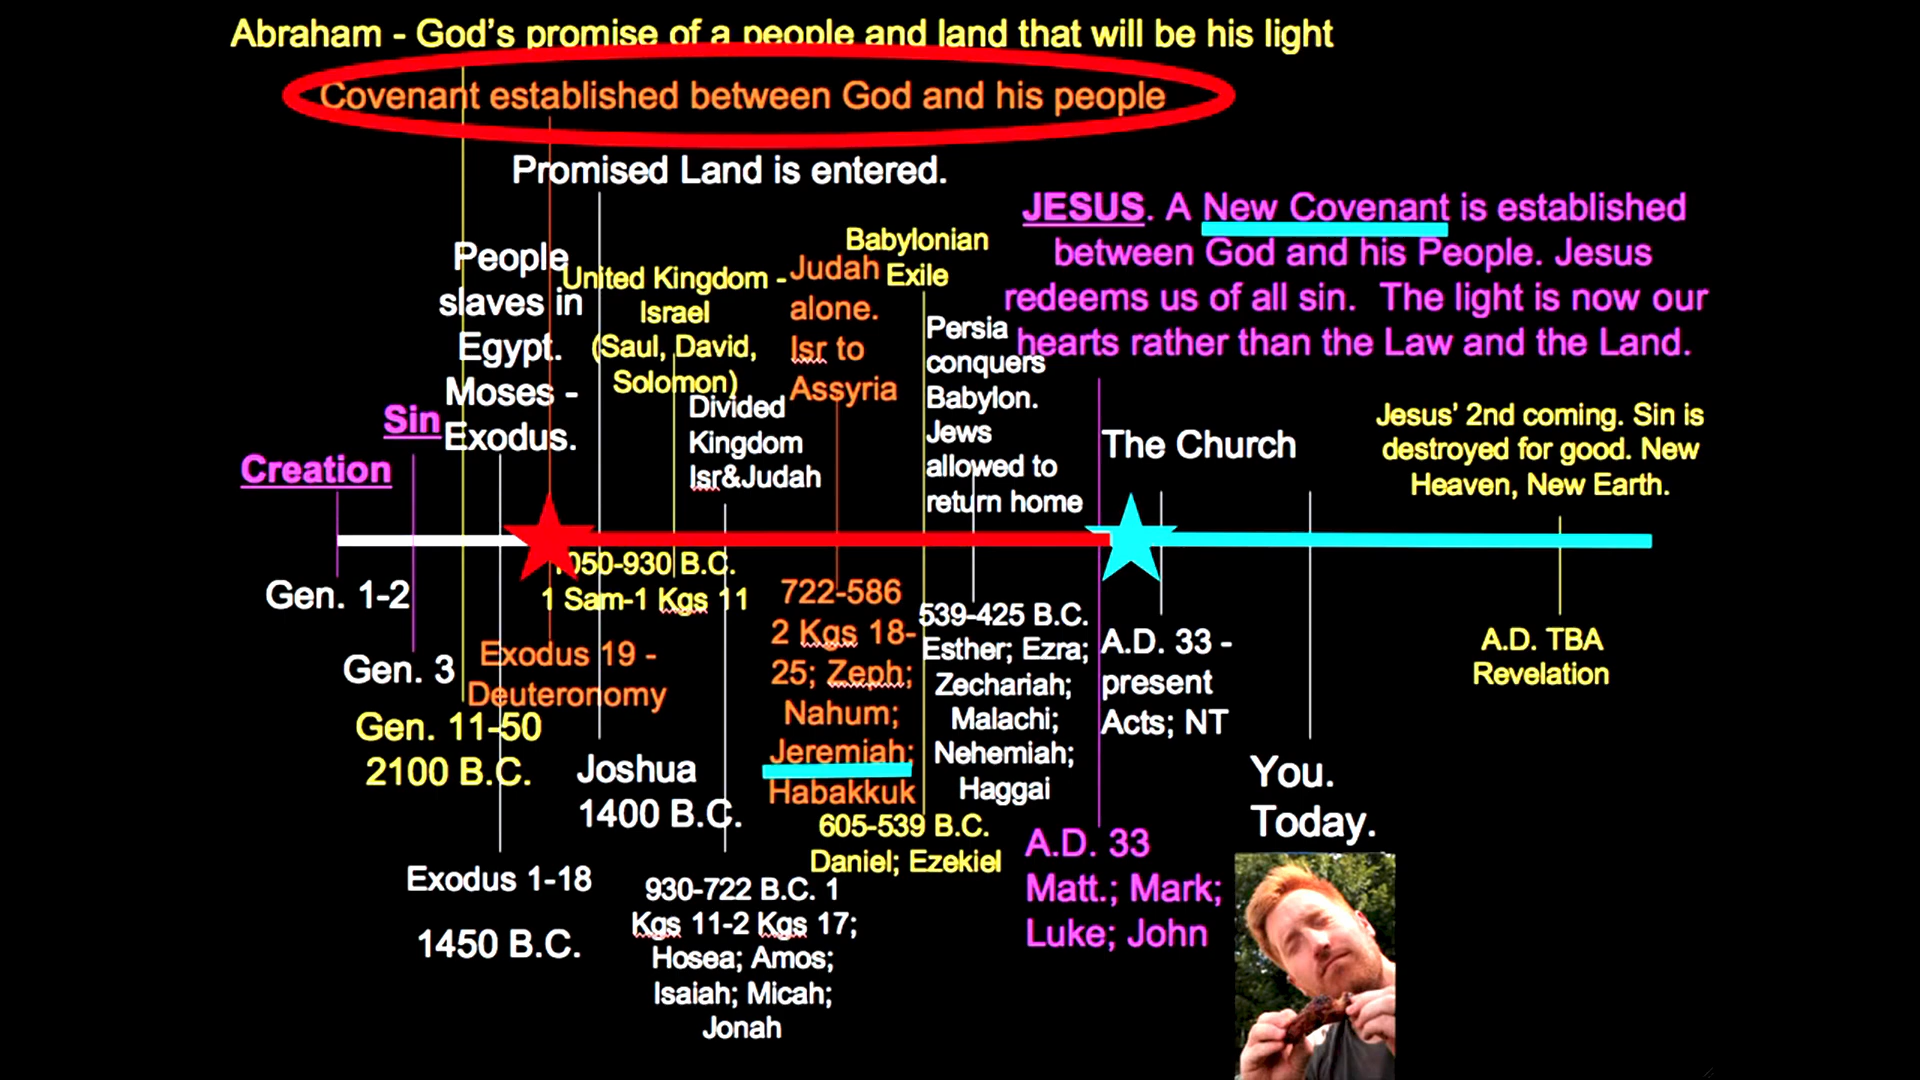 Abraham - God's promise of a people and land that will be his light
Covenant established between God and his people
Promised Land is entered.
JESUS. A New Covenant is established
between God and his People. Jesus
redeems us of all sin. The light is now our
hearts rather than the Law and the Land.
People
slaves in
Egypt.
Moses -
Exodus.
United Kingdom -
Israel
(Saul, David,
Solomon)
Judah
alone.
Isr to
Assyria
Babylonian
Exile
Persia
conquers
Babylon.
Jews
allowed to
return home
Divided
Kingdom
Isr&Judah
Sin
Creation
The Church
Jesus' 2nd coming. Sin is
destroyed for good. New
Heaven, New Earth.
Gen. 1-2
Gen. 3
Gen. 11-50
2100 B.C.
Exodus 1-18
1450 B.C.
Exodus 19 -
Deuteronomy
Joshua
1400 B.C.
1050-930 B.C.
1 Sam-1 Kgs 11
930-722 B.C. 1
Kgs 11-2 Kgs 17;
Hosea; Amos;
Isaiah; Micah;
Jonah
722-586
2 Kgs 18-
25; Zeph;
Nahum;
Jeremiah;
Habakkuk
605-539 B.C.
Daniel; Ezekiel
539-425 B.C.
Esther; Ezra;
Zechariah;
Malachi;
Nehemiah;
Haggai
A.D. 33
Matt.; Mark;
Luke; John
A.D. 33 -
present
Acts; NT
You.
Today.
A.D. TBA
Revelation